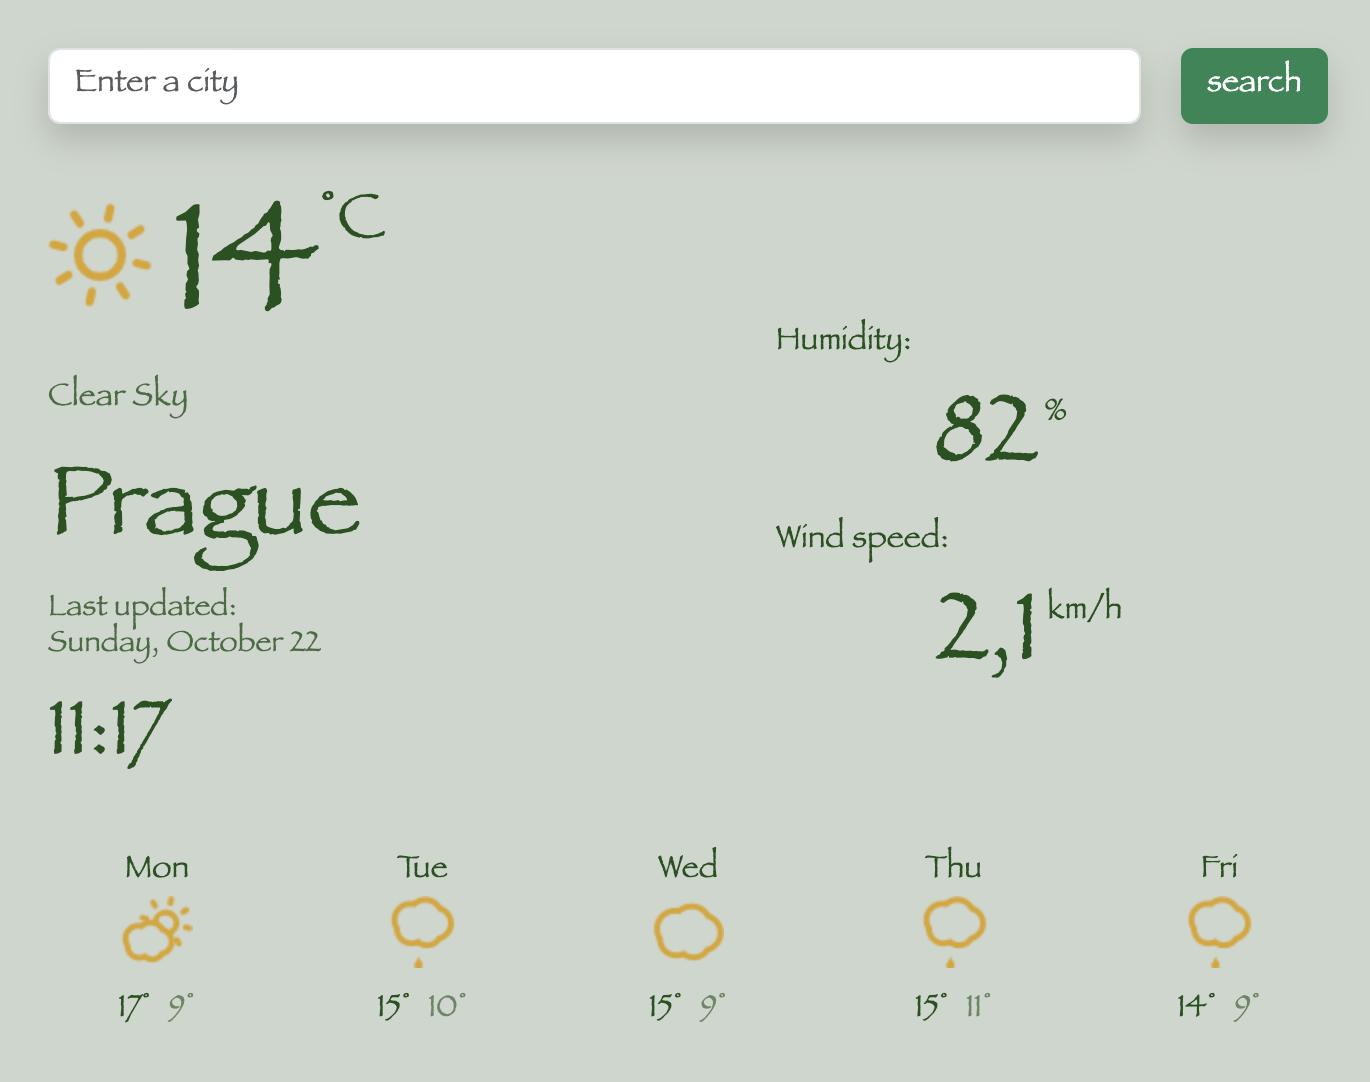 Enter a city
search
14 °C
Clear Sky
Prague
Last updated:
Sunday, October 22
11:17
Humidity:
82 %
Wind speed:
2,1 km/h
Mon
17° 9°
Tue
15° 10°
Wed
15° 9°
Thu
15° 11°
Fri
14° 9°